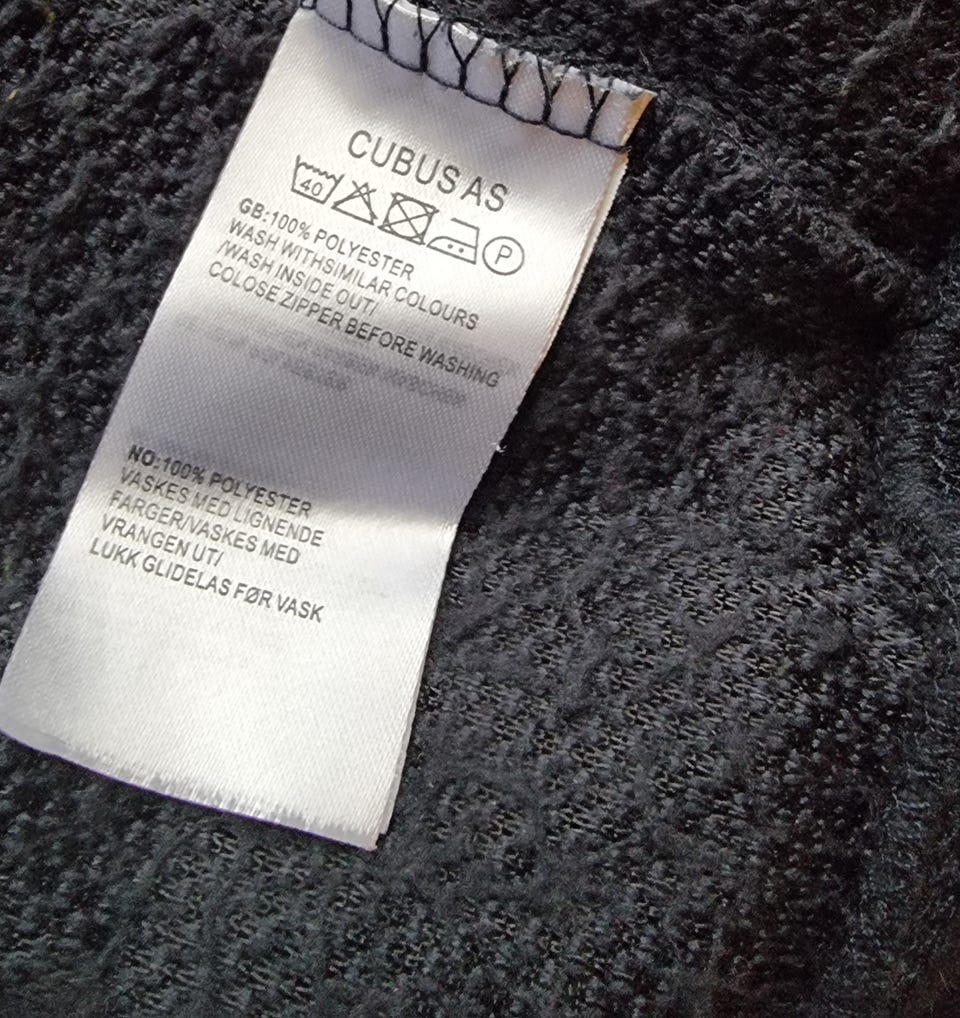 CUBUS AS
40 P
GB:100% POLYESTER
WASH WITHSIMILAR COLOURS
/WASH INSIDE OUT/
COLOSE ZIPPER BEFORE WASHING
NO:100% POLYESTER
VASKES MED LIGNENDE
FARGER/VASKES MED
VRANGEN UT/
LUKK GLIDELAS FØR VASK